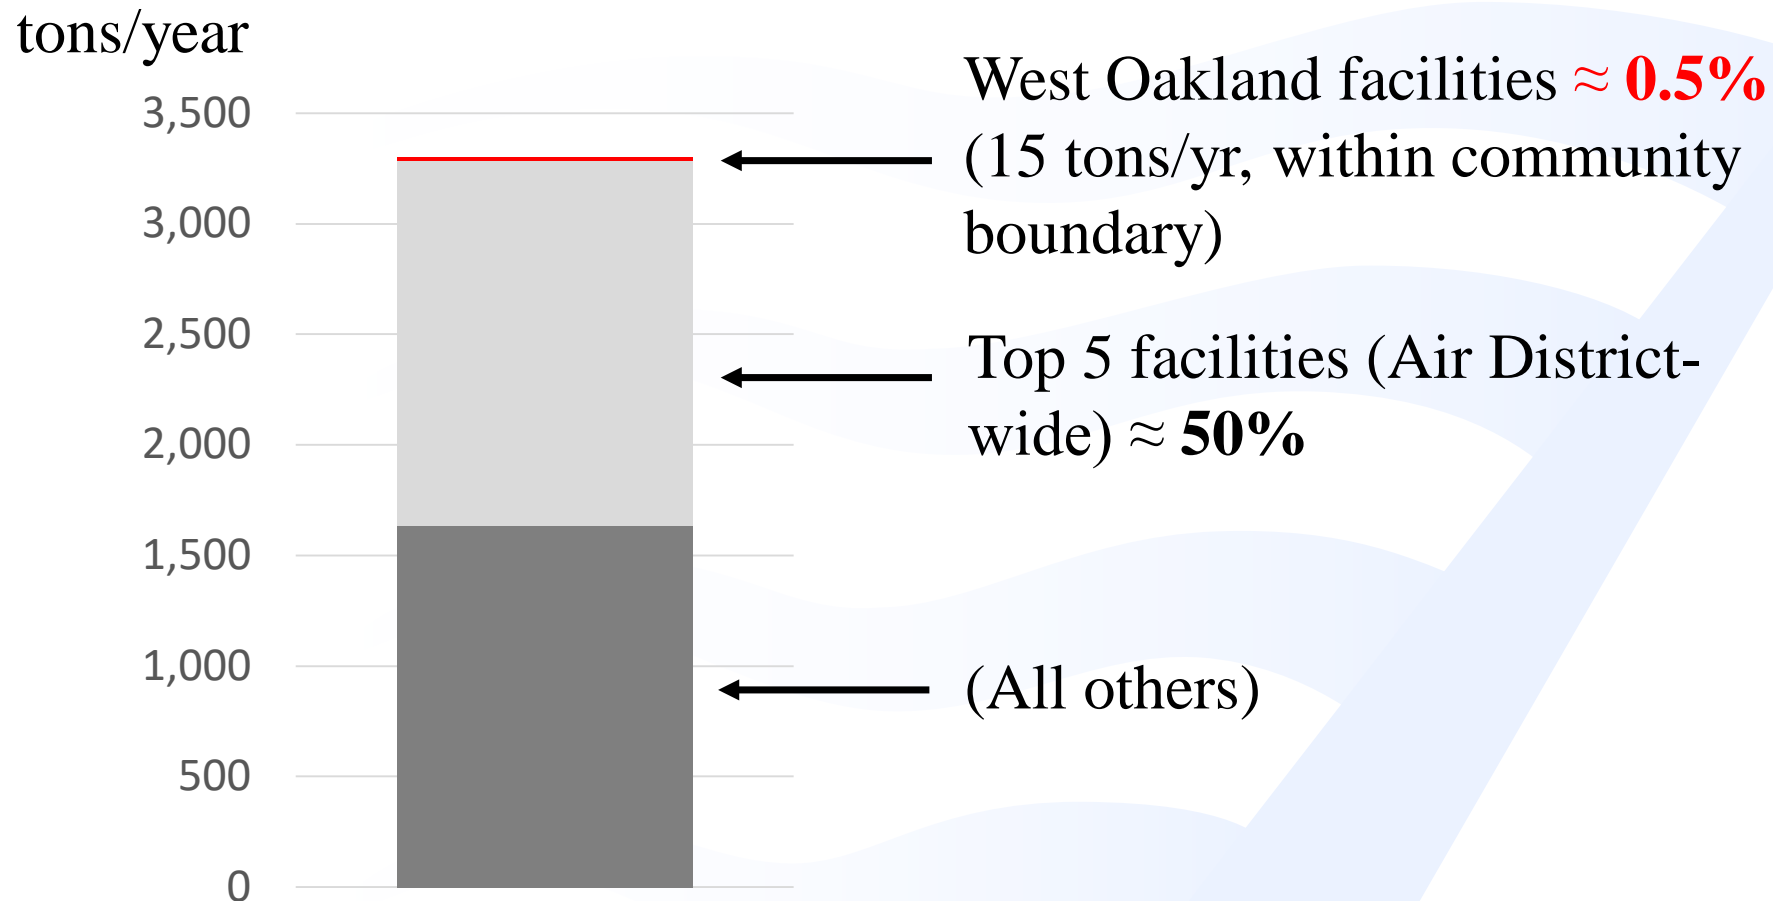 tons/year
3,500
3,000
2,500
2,000
1,500
1,000
500
0
West Oakland facilities ≈ 0.5%
(15 tons/yr, within community
boundary)
Top 5 facilities (Air District-
wide) ≈ 50%
(All others)